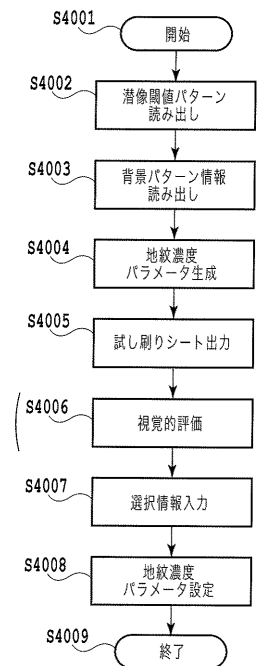 S4001
開始
S4002
潜像閾値パターン
読み出し
S4003
背景パターン情報
読み出し
S4004
地紋濃度
パラメータ生成
S4005
試し刷りシート出力
S4006
視覚的評価
S4007
選択情報入力
S4008
地紋濃度
パラメータ設定
S4009
終了